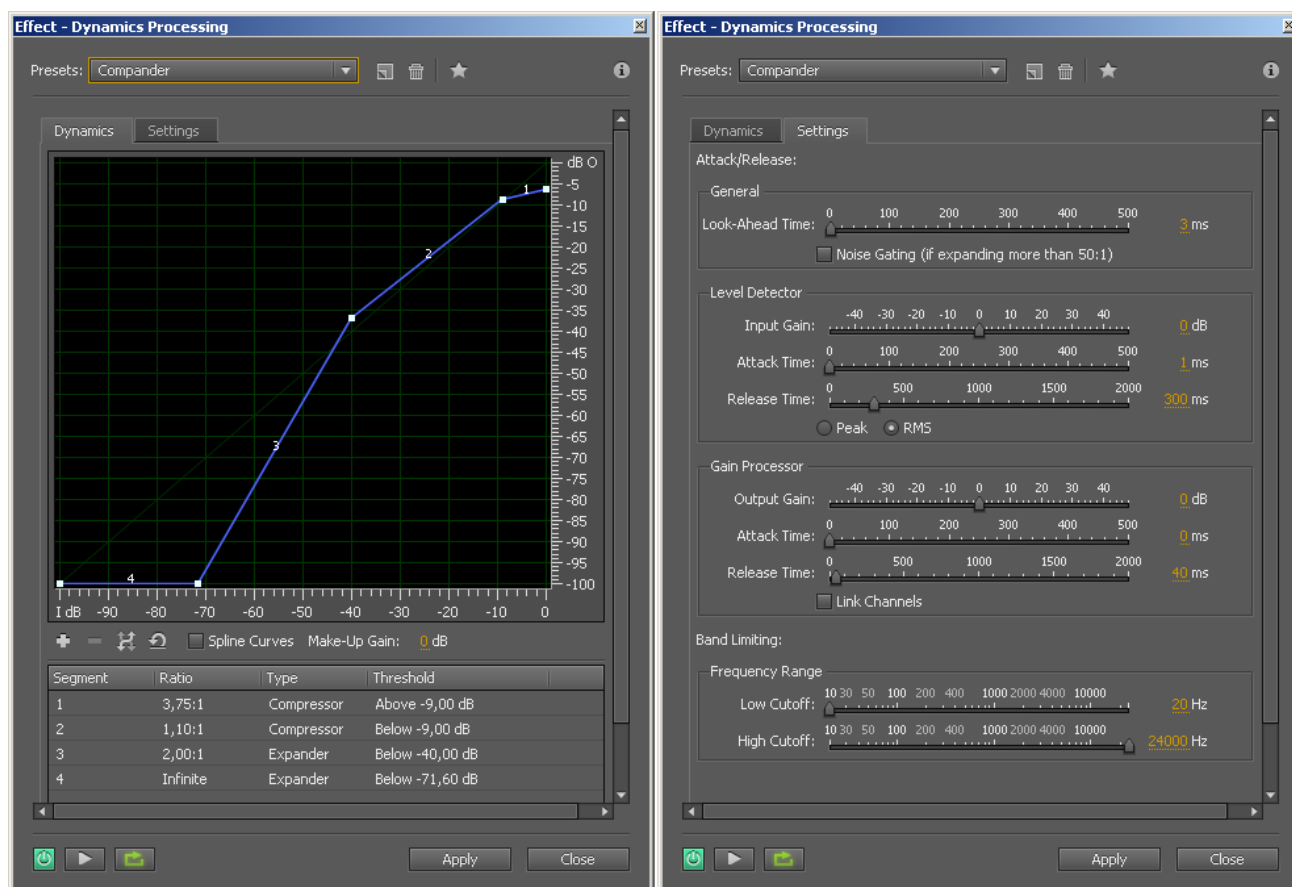 Effect - Dynamics Processing
Presets: Compander
Dynamics Settings
dB O
-5
-10
-15
-20
-25
-30
-35
-40
-45
-50
-55
-60
-65
-70
-75
-80
-85
-90
-95
-100
1
2
3
4
I dB -90 -80 -70 -60 -50 -40 -30 -20 -10 0
Spline Curves Make-Up Gain: 0 dB
Segment Ratio Type Threshold
1 3,75:1 Compressor Above -9,00 dB
2 1,10:1 Compressor Below -9,00 dB
3 2,00:1 Expander Below -40,00 dB
4 Infinite Expander Below -71,60 dB
Apply Close
Effect - Dynamics Processing
Presets: Compander
Dynamics Settings
Attack/Release:
General
0 100 200 300 400 500
Look-Ahead Time: 3 ms
Noise Gating (if expanding more than 50:1)
Level Detector
-40 -30 -20 -10 0 10 20 30 40
Input Gain: 0 dB
0 100 200 300 400 500
Attack Time: 1 ms
0 500 1000 1500 2000
Release Time: 300 ms
Peak RMS
Gain Processor
-40 -30 -20 -10 0 10 20 30 40
Output Gain: 0 dB
0 100 200 300 400 500
Attack Time: 0 ms
0 500 1000 1500 2000
Release Time: 40 ms
Link Channels
Band Limiting:
Frequency Range
10 30 50 100 200 400 1000 2000 4000 10000
Low Cutoff: 20 Hz
10 30 50 100 200 400 1000 2000 4000 10000
High Cutoff: 24000 Hz
Apply Close